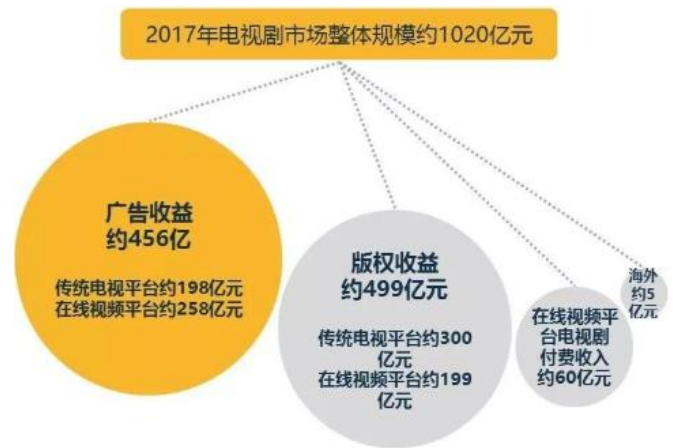 2017年电视剧市场整体规模约1020亿元
广告收益
约456亿
传统电视平台约198亿元
在线视频平台约258亿元
版权收益
约499亿元
传统电视平台约300
亿元
在线视频平台约199
亿元
在线视频平
台电视剧
付费收入
约60亿元
海外
约5
亿元